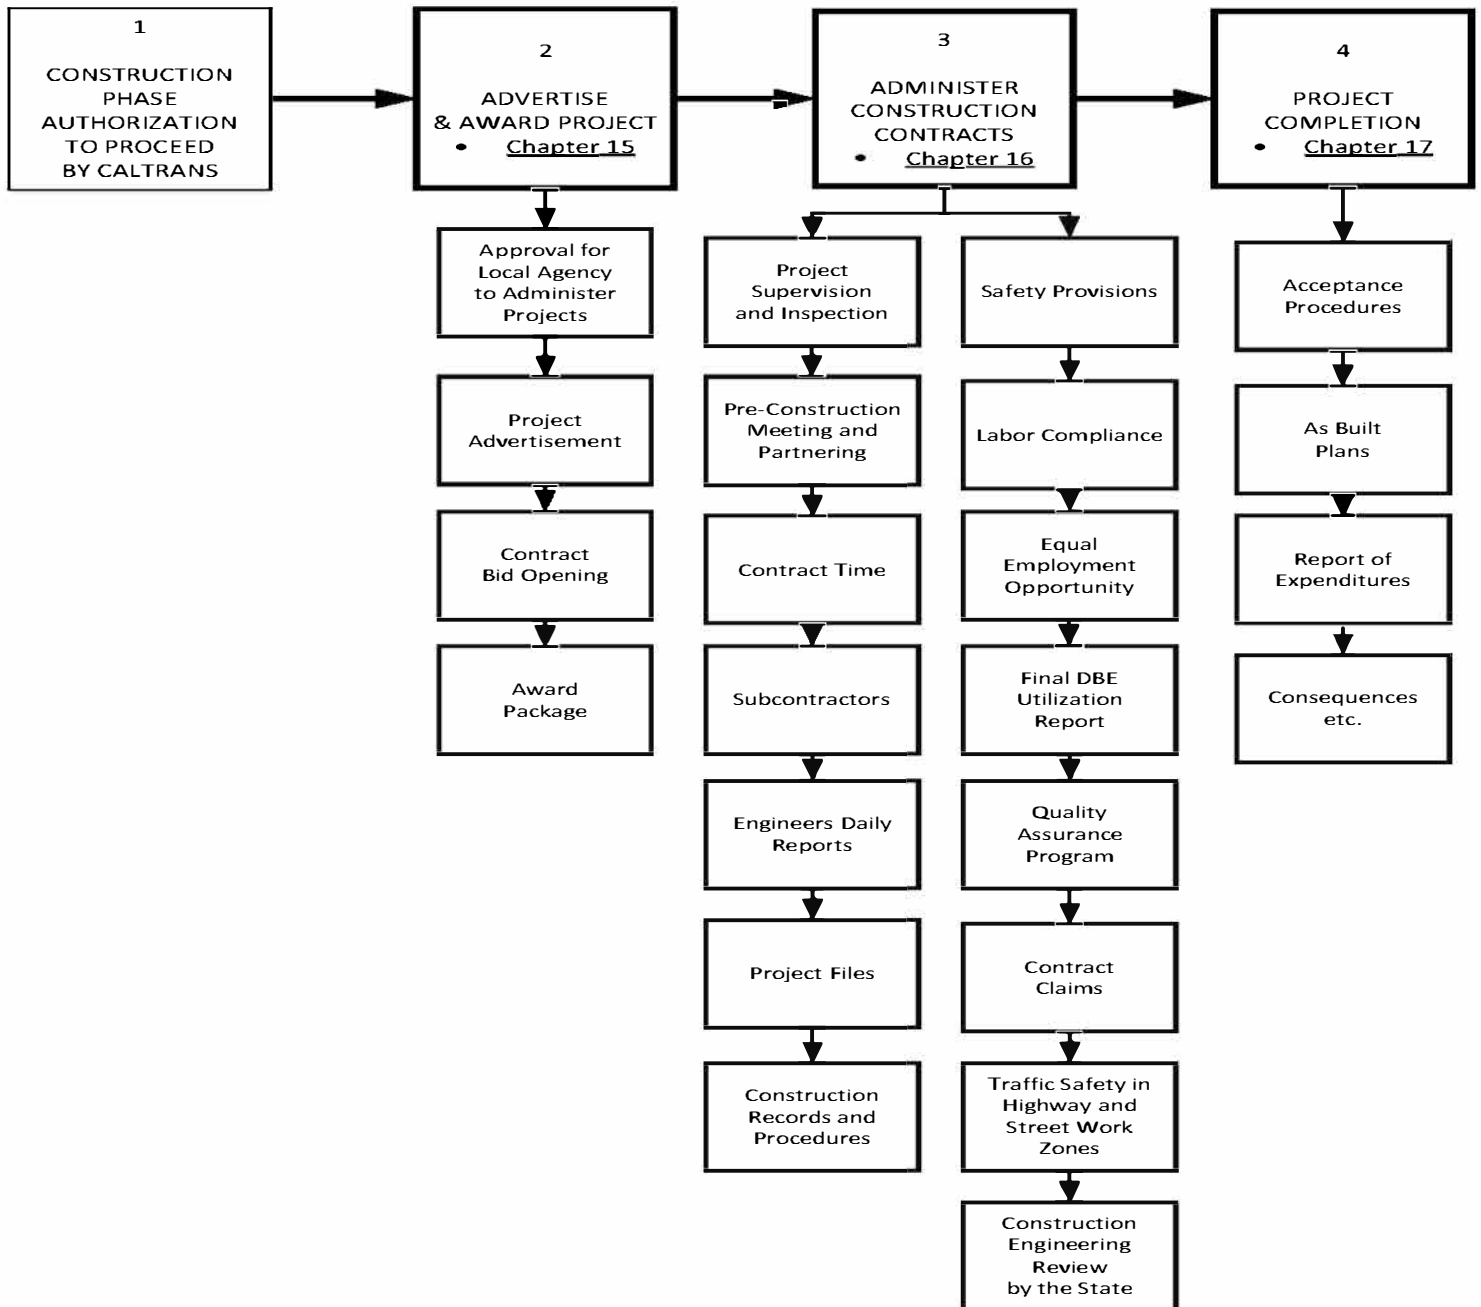 1
CONSTRUCTION
PHASE
AUTHORIZATION
TO PROCEED
BY CALTRANS
2
ADVERTISE
& AWARD PROJECT
• Chapter 15
3
ADMINISTER
CONSTRUCTION
CONTRACTS
• Chapter 16
4
PROJECT
COMPLETION
• Chapter 17
Approval for
Local Agency
to Administer
Projects
Project
Advertisement
Contract
Bid Opening
Award
Package
Project
Supervision
and Inspection
Pre-Construction
Meeting and
Partnering
Contract Time
Subcontractors
Engineers Daily
Reports
Project Files
Construction
Records and
Procedures
Safety Provisions
Labor Compliance
Equal
Employment
Opportunity
Final DBE
Utilization
Report
Quality
Assurance
Program
Contract
Claims
Traffic Safety in
Highway and
Street Work
Zones
Construction
Engineering
Review
by the State
Acceptance
Procedures
As Built
Plans
Report of
Expenditures
Consequences
etc.